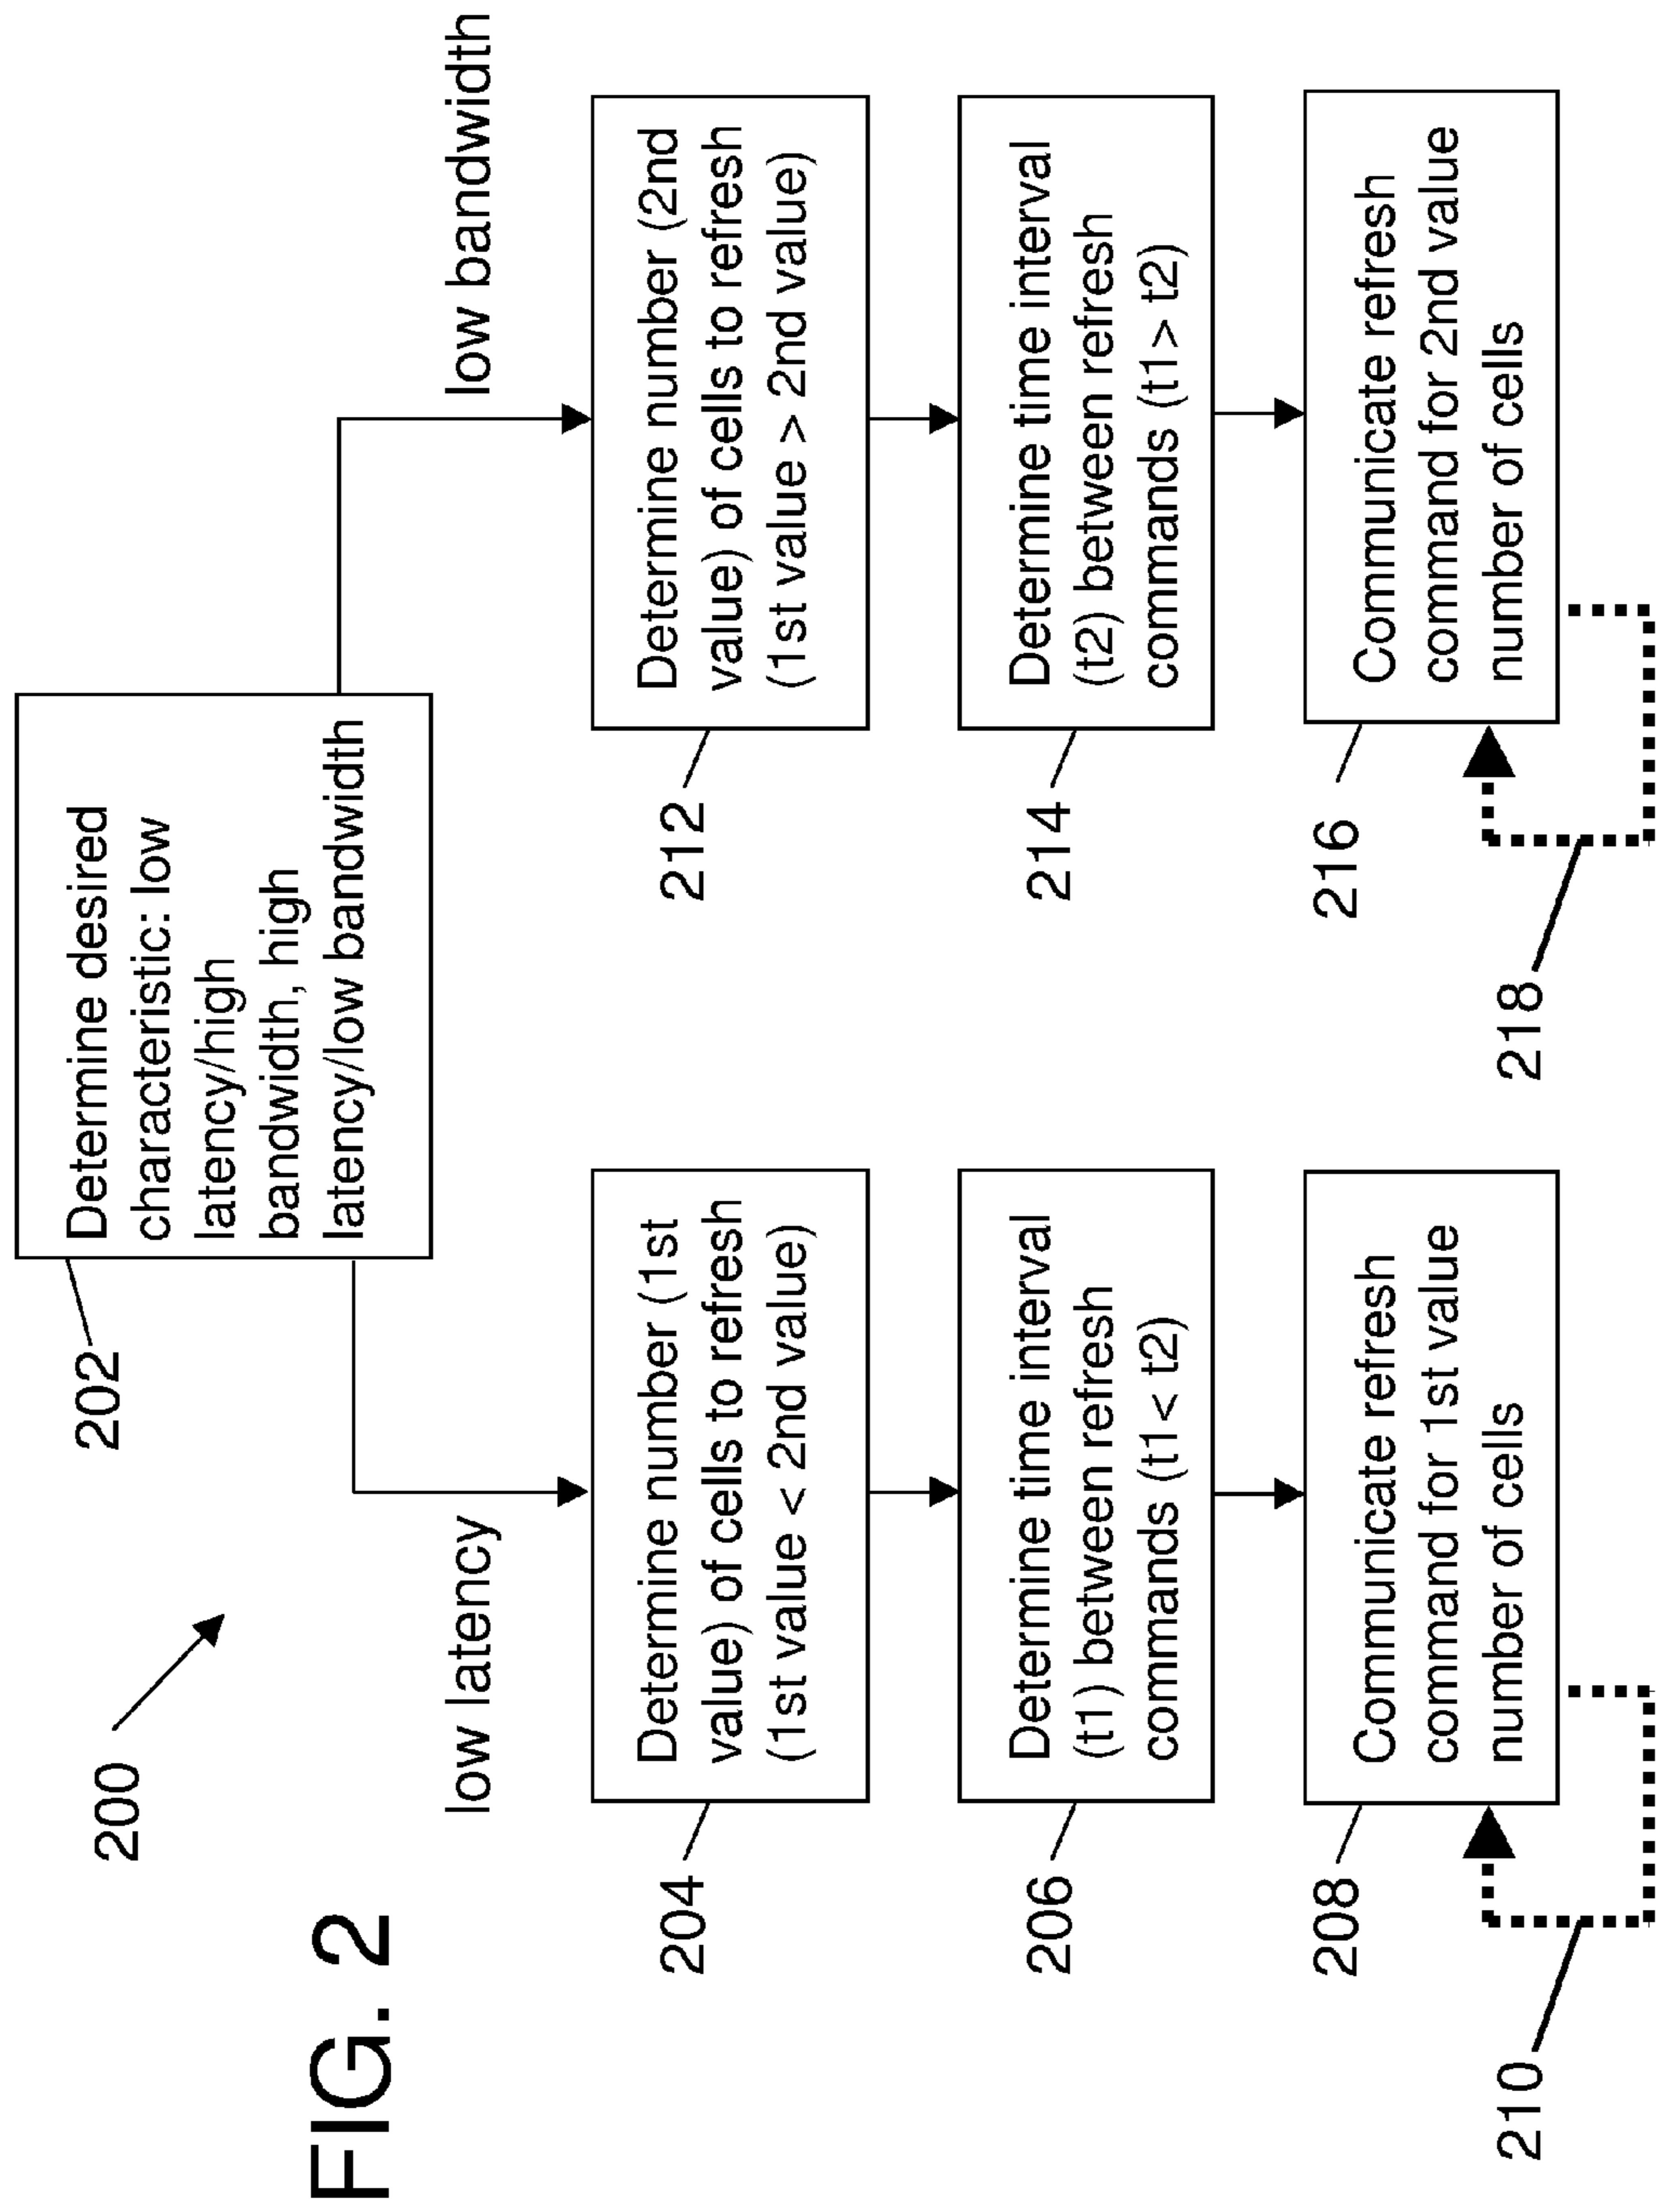 FIG. 2
200
202
Determine desired
characteristic: low
latency/high
bandwidth, high
latency/low bandwidth
low latency
low bandwidth
204
Determine number (1st
value) of cells to refresh
(1st value < 2nd value)
212
Determine number (2nd
value) of cells to refresh
(1st value > 2nd value)
206
Determine time interval
(t1) between refresh
commands (t1 < t2)
214
Determine time interval
(t2) between refresh
commands (t1 > t2)
208
Communicate refresh
command for 1st value
number of cells
216
Communicate refresh
command for 2nd value
number of cells
210
218